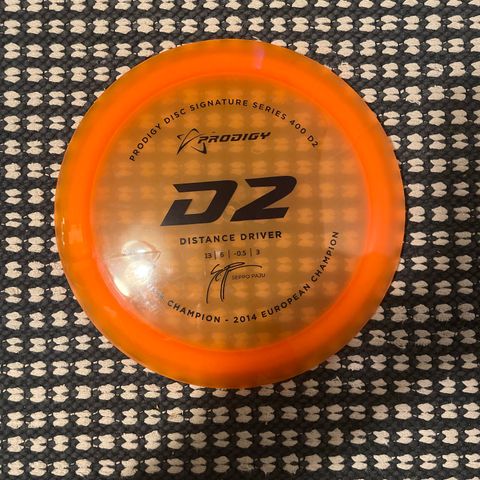 PRODIGY DISC SIGNATURE SERIES 400 D2
PRODIGY
D2
DISTANCE DRIVER
13 | 6 | -0.5 | 3
SEPPO PAJU
CHAMPION - 2014 EUROPEAN CHAMPION